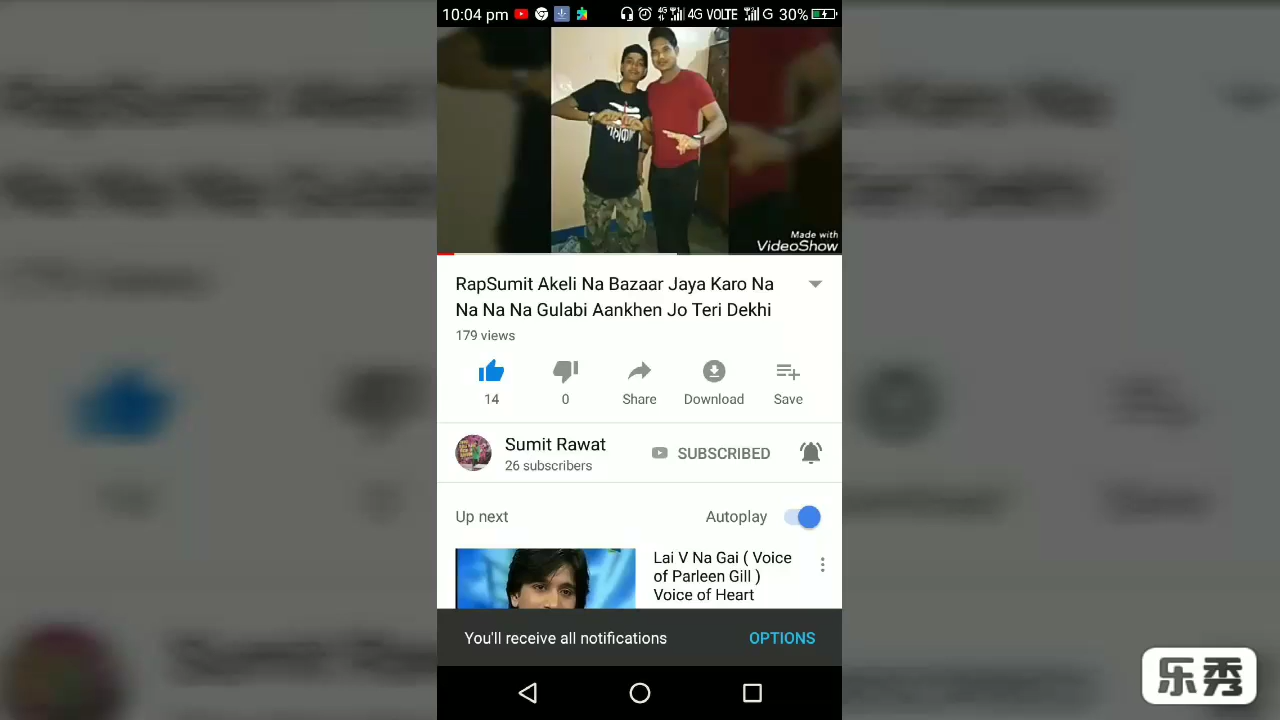 10:04 pm
4G 4G VOLTE G 30%
Made with
VideoShow
RapSumit Akeli Na Bazaar Jaya Karo Na
Na Na Na Gulabi Aankhen Jo Teri Dekhi
179 views
14
0
Share
Download
Save
Sumit Rawat
26 subscribers
SUBSCRIBED
Up next
Autoplay
Lai V Na Gai ( Voice
of Parleen Gill )
Voice of Heart
You'll receive all notifications
OPTIONS
乐秀